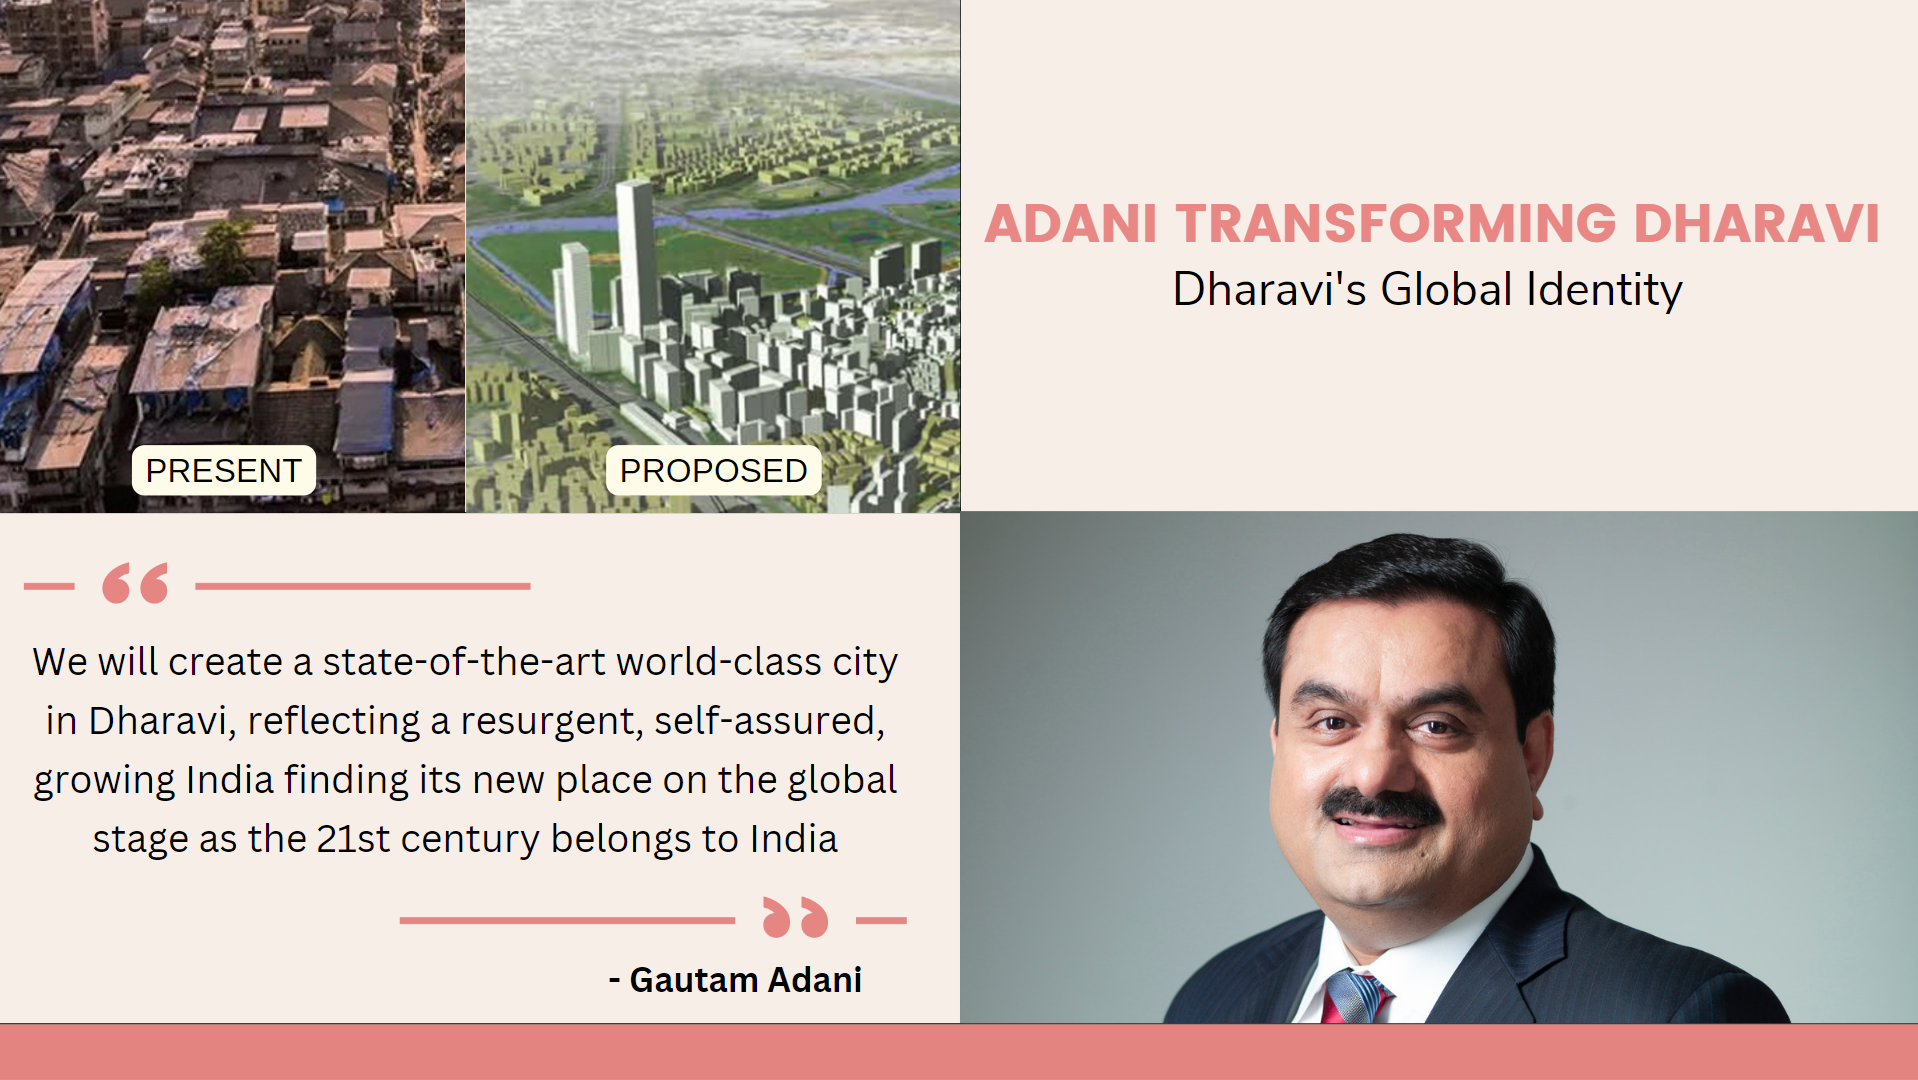 PRESENT
PROPOSED
ADANI TRANSFORMING DHARAVI
Dharavi's Global Identity
“
We will create a state-of-the-art world-class city
in Dharavi, reflecting a resurgent, self-assured,
growing India finding its new place on the global
stage as the 21st century belongs to India
”
- Gautam Adani